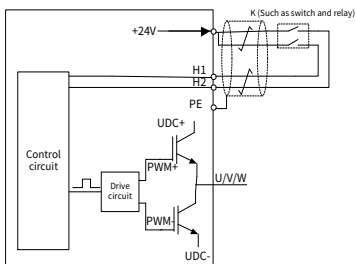 K (Such as switch and relay)
+24V
H1
H2
PE
UDC+
Control
circuit
PWM+
Drive
circuit
U/V/W
PWM-
UDC-